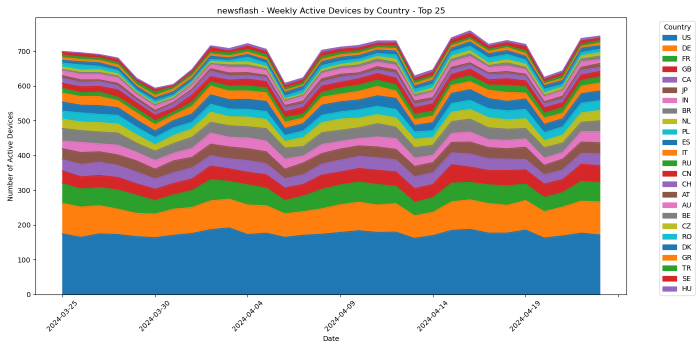 newsflash - Weekly Active Devices by Country - Top 25
Number of Active Devices
700
600
500
400
300
200
100
0
2024-03-25
2024-03-30
2024-04-04
2024-04-09
2024-04-14
2024-04-19
Date
Country
US
DE
FR
GB
CA
JP
IN
BR
NL
PL
ES
IT
RU
CN
CH
AT
AU
BE
CZ
RO
DK
GR
TR
SE
HU